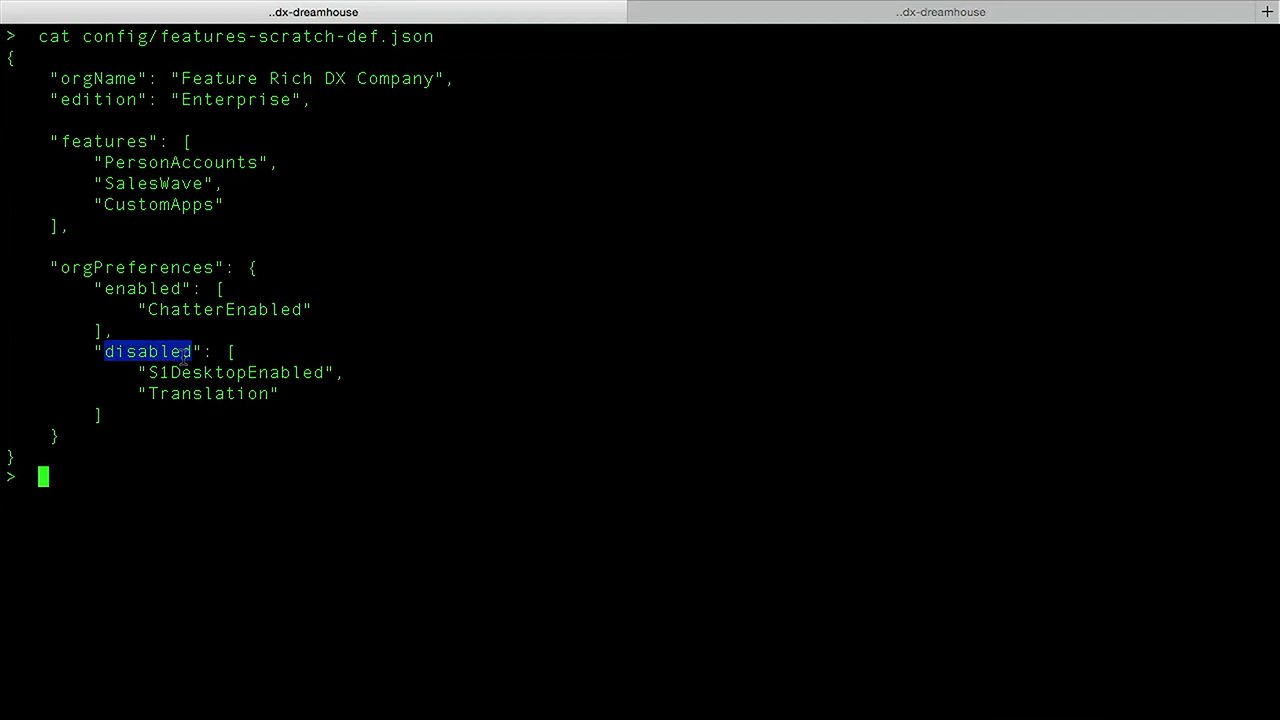 ..dx-dreamhouse
..dx-dreamhouse
+
> cat config/features-scratch-def.json
{
"orgName": "Feature Rich DX Company",
"edition": "Enterprise",
"features": [
"PersonAccounts",
"SalesWave",
"CustomApps"
],
"orgPreferences": {
"enabled": [
"ChatterEnabled"
],
"disabled": [
"S1DesktopEnabled",
"Translation"
]
}
}
>